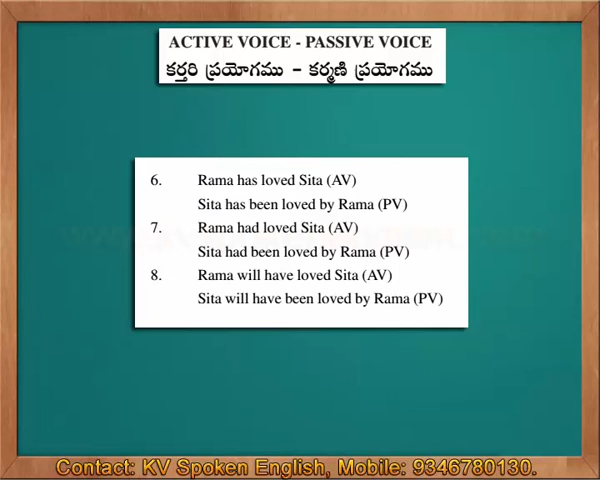 ACTIVE VOICE - PASSIVE VOICE
కర్తరి ప్రయోగము - కర్మణి ప్రయోగము
6. Rama has loved Sita (AV)
Sita has been loved by Rama (PV)
7. Rama had loved Sita (AV)
Sita had been loved by Rama (PV)
8. Rama will have loved Sita (AV)
Sita will have been loved by Rama (PV)
Contact: KV Spoken English, Mobile: 9346780130.